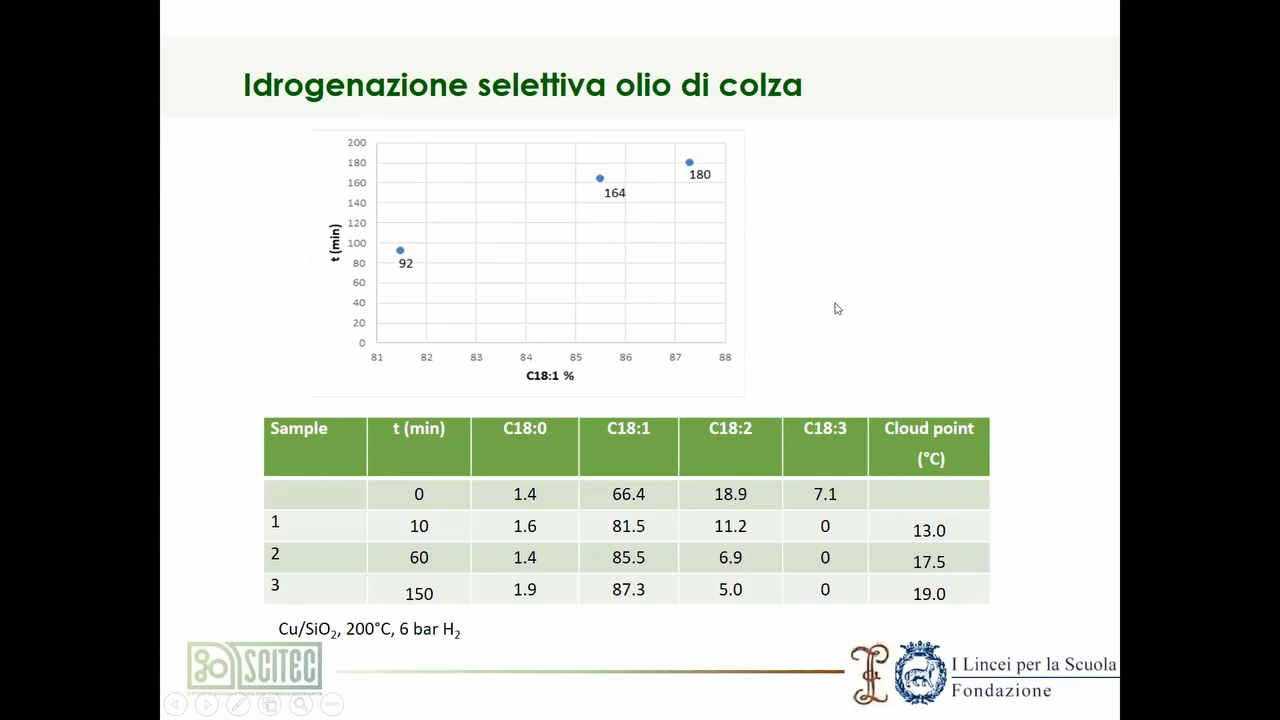 Idrogenazione selettiva olio di colza
200
180
160
140
120
100
80
60
40
20
0
t (min)
92
164
180
81 82 83 84 85 86 87 88
C18:1 %
Sample t (min) C18:0 C18:1 C18:2 C18:3 Cloud point
(°C)
0 1.4 66.4 18.9 7.1
1 10 1.6 81.5 11.2 0 13.0
2 60 1.4 85.5 6.9 0 17.5
3 150 1.9 87.3 5.0 0 19.0
Cu/SiO₂, 200°C, 6 bar H₂
SCITEC
I Lincei per la Scuola
Fondazione